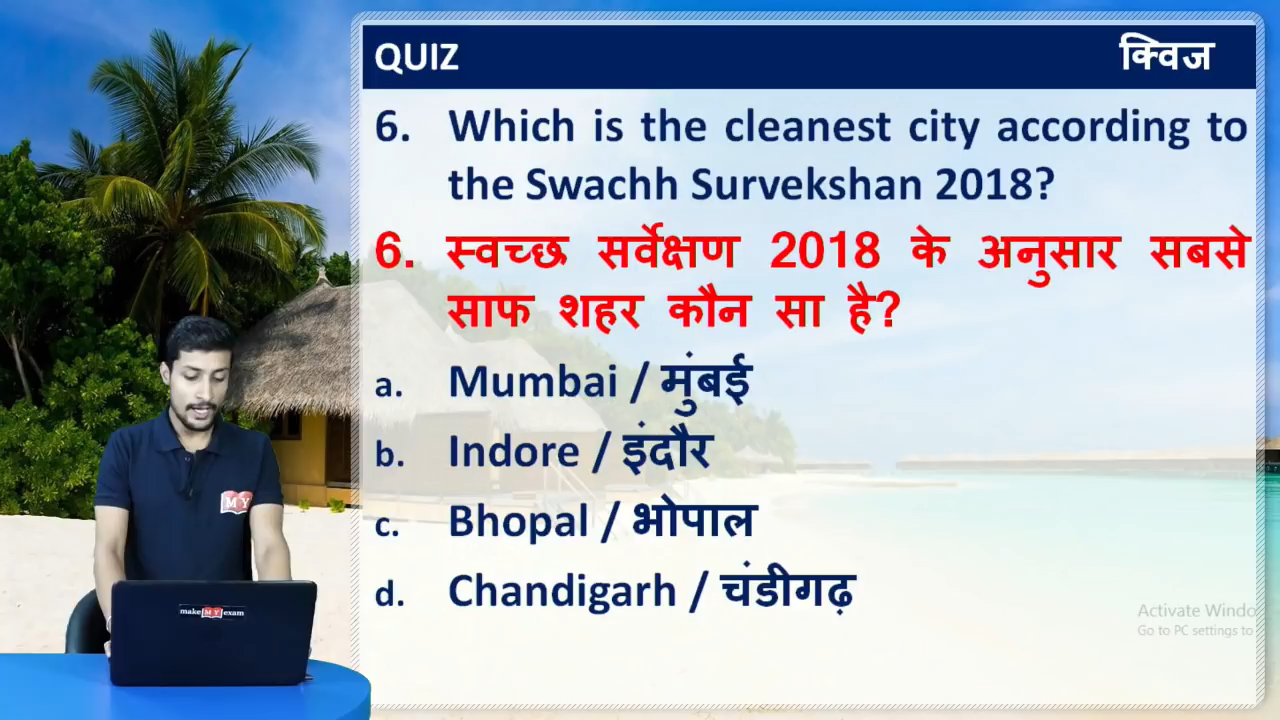 QUIZ क्विज
6. Which is the cleanest city according to
the Swachh Survekshan 2018?
6. स्वच्छ सर्वेक्षण 2018 के अनुसार सबसे
साफ शहर कौन सा है?
a. Mumbai / मुंबई
b. Indore / इंदौर
c. Bhopal / भोपाल
d. Chandigarh / चंडीगढ़
MY
make MY exam
Activate Windo
Go to PC settings to